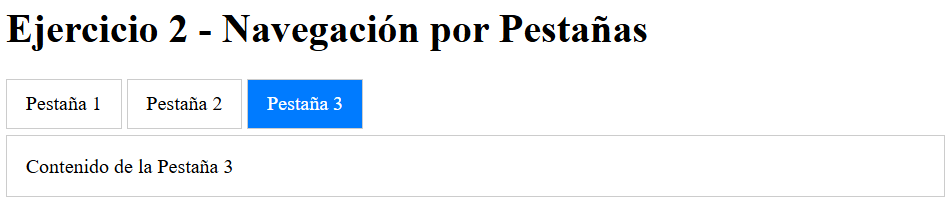 Ejercicio 2 - Navegación por Pestañas
Pestaña 1 Pestaña 2 Pestaña 3
Contenido de la Pestaña 3